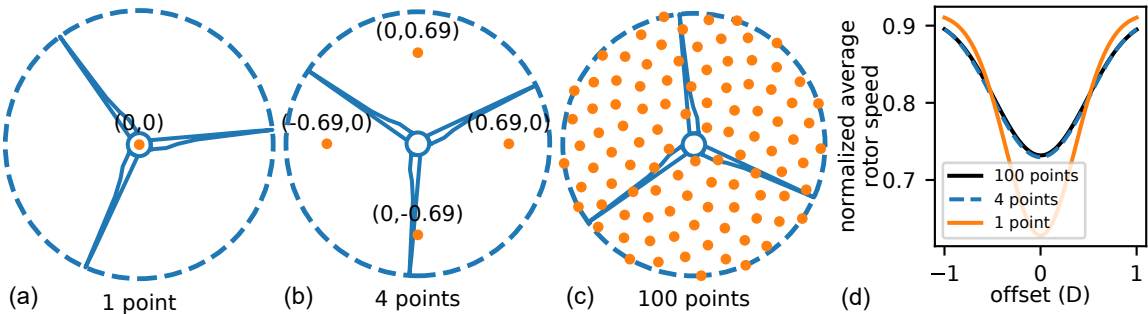 (0,0)
(a)
1 point
(0,0.69)
(-0.69,0)
(0.69,0)
(0,-0.69)
(b)
4 points
(c)
100 points
normalized average
rotor speed
0.9
0.8
0.7
100 points
4 points
1 point
−1
0
1
(d)
offset (D)